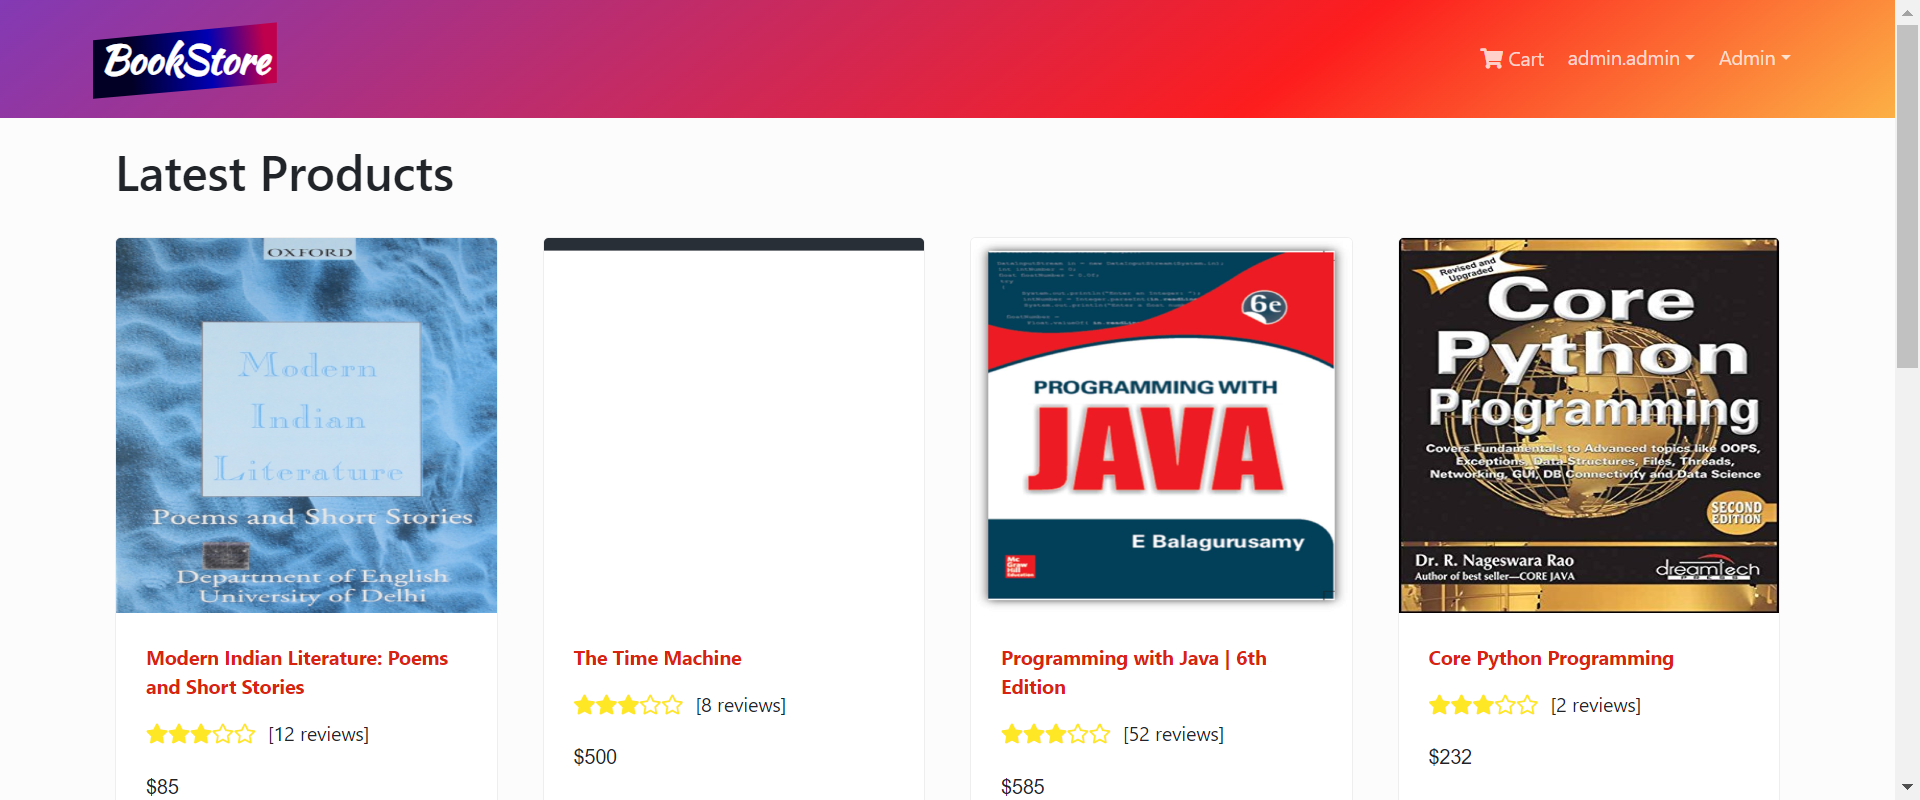 BookStore
Cart
admin.admin
Admin
Latest Products
OXFORD
Modern
Indian
Literature
Poems and Short Stories
Department of English
University of Delhi
Modern Indian Literature: Poems
and Short Stories
[12 reviews]
$85
The Time Machine
[8 reviews]
$500
6e
PROGRAMMING WITH
JAVA
E Balagurusamy
Mc
Graw
Hill
Education
Programming with Java | 6th
Edition
[52 reviews]
$585
Revised and
Upgraded
Core
Python
Programming
Covers Fundamentals to Advanced topics like OOPS,
Exceptions, Data Structures, Files, Threads,
Networking, GUI, DB Connectivity and Data Science
SECOND
EDITION
Dr. R. Nageswara Rao
Author of best seller—CORE JAVA
dreamtech
PRESS
Core Python Programming
[2 reviews]
$232